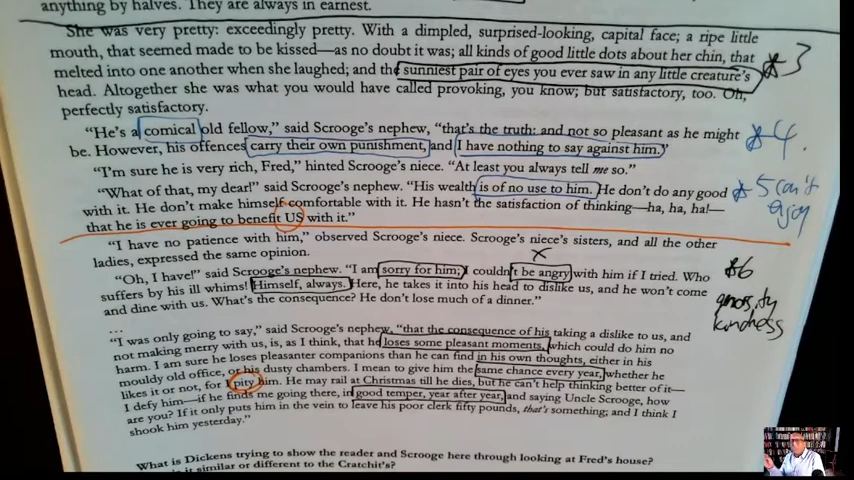 anything by halves. They are always in earnest.
She was very pretty: exceedingly pretty. With a dimpled, surprised-looking, capital face; a ripe little
mouth, that seemed made to be kissed—as no doubt it was; all kinds of good little dots about her chin, that
melted into one another when she laughed; and the sunniest pair of eyes you ever saw in any little creature's
head. Altogether she was what you would have called provoking, you know; but satisfactory, too. Oh,
perfectly satisfactory.
3
"He's a comical old fellow," said Scrooge's nephew, "that's the truth: and not so pleasant as he might
be. However, his offences carry their own punishment, and I have nothing to say against him."
4.
"I'm sure he is very rich, Fred," hinted Scrooge's niece. "At least you always tell me so."
"What of that, my dear!" said Scrooge's nephew. "His wealth is of no use to him. He don't do any good
with it. He don't make himself comfortable with it. He hasn't the satisfaction of thinking—ha, ha, ha!—
that he is ever going to benefit US with it."
5 can't
enjoy
"I have no patience with him," observed Scrooge's niece. Scrooge's niece's sisters, and all the other
ladies, expressed the same opinion.
"Oh, I have!" said Scrooge's nephew. "I am sorry for him; I couldn't be angry with him if I tried. Who
suffers by his ill whims! Himself, always. Here, he takes it into his head to dislike us, and he won't come
and dine with us. What's the consequence? He don't lose much of a dinner."
6
kindness
...
"I was only going to say," said Scrooge's nephew, "that the consequence of his taking a dislike to us, and
not making merry with us, is, as I think, that he loses some pleasant moments, which could do him no
harm. I am sure he loses pleasanter companions than he can find in his own thoughts, either in his
mouldy old office, or his dusty chambers. I mean to give him the same chance every year, whether he
likes it or not, for I pity him. He may rail at Christmas till he dies, but he can't help thinking better of it—
I defy him—if he finds me going there, in good temper, year after year, and saying Uncle Scrooge, how
are you? If it only puts him in the vein to leave his poor clerk fifty pounds, that's something; and I think I
shook him yesterday."
What is Dickens trying to show the reader and Scrooge here through looking at Fred's house?
is it similar or different to the Cratchit's?